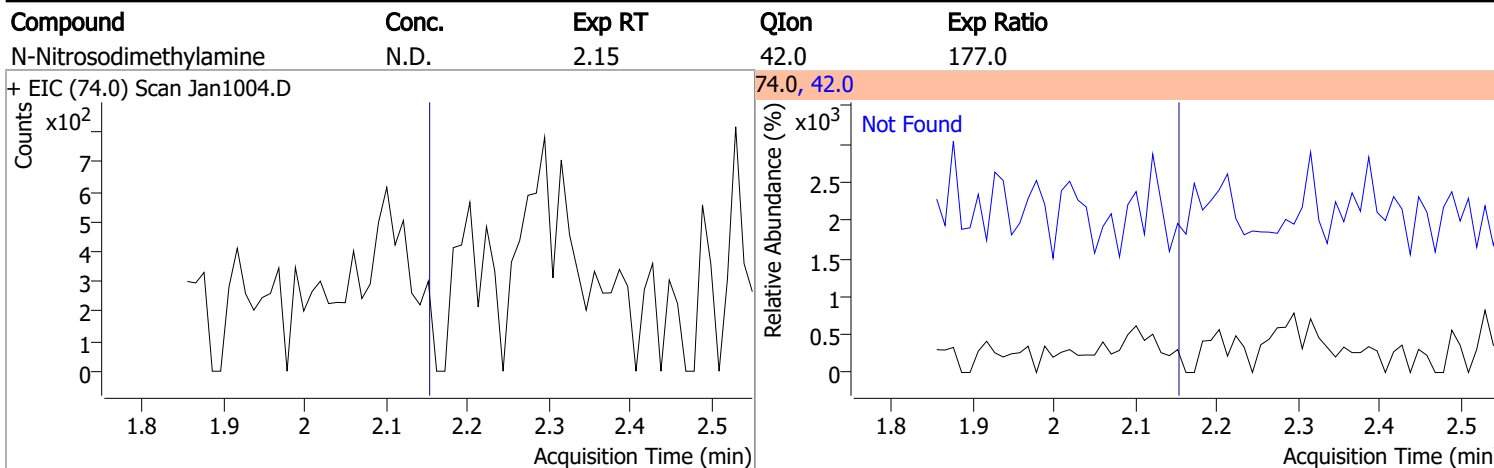 Compound Conc. Exp RT QIon Exp Ratio
N-Nitrosodimethylamine N.D. 2.15 42.0 177.0
+ EIC (74.0) Scan Jan1004.D
Counts
x10²
7
6
5
4
3
2
1
0
1.8 1.9 2 2.1 2.2 2.3 2.4 2.5
Acquisition Time (min)
74.0, 42.0
Relative Abundance (%)
x10³
Not Found
2.5
2
1.5
1
0.5
0
1.8 1.9 2 2.1 2.2 2.3 2.4 2.5
Acquisition Time (min